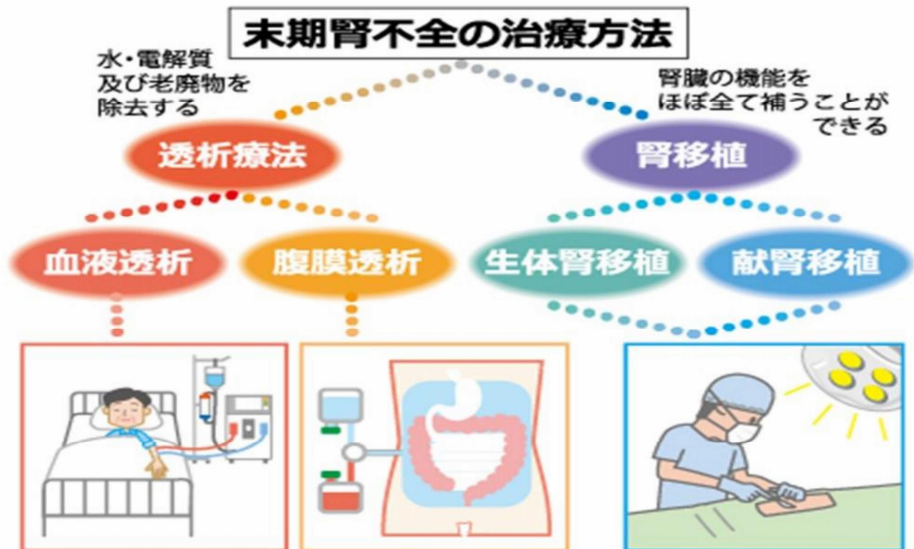 末期腎不全の治療方法
水・電解質
及び老廃物を
除去する
腎臓の機能を
ほぼ全て補うことが
できる
透析療法
腎移植
血液透析
腹膜透析
生体腎移植
献腎移植